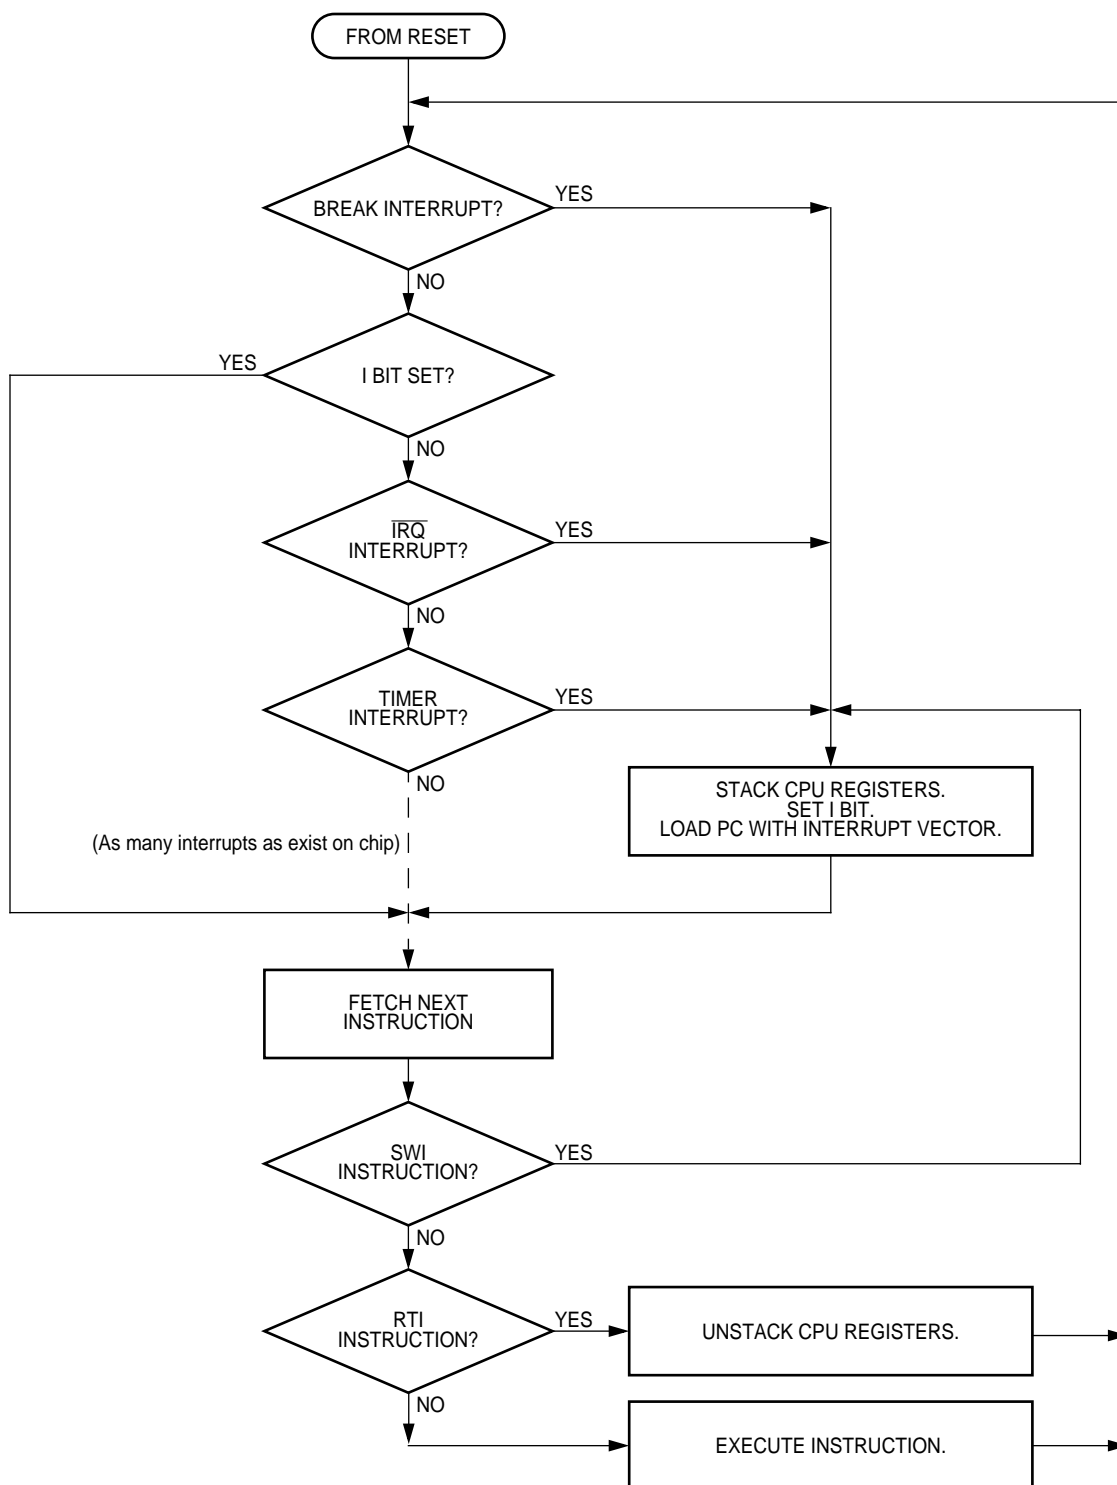 FROM RESET
BREAK INTERRUPT?
YES
NO
YES
I BIT SET?
NO
IRQ
INTERRUPT?
YES
NO
TIMER
INTERRUPT?
YES
NO
STACK CPU REGISTERS.
SET I BIT.
LOAD PC WITH INTERRUPT VECTOR.
(As many interrupts as exist on chip)
FETCH NEXT
INSTRUCTION
SWI
INSTRUCTION?
YES
NO
RTI
INSTRUCTION?
YES
UNSTACK CPU REGISTERS.
NO
EXECUTE INSTRUCTION.